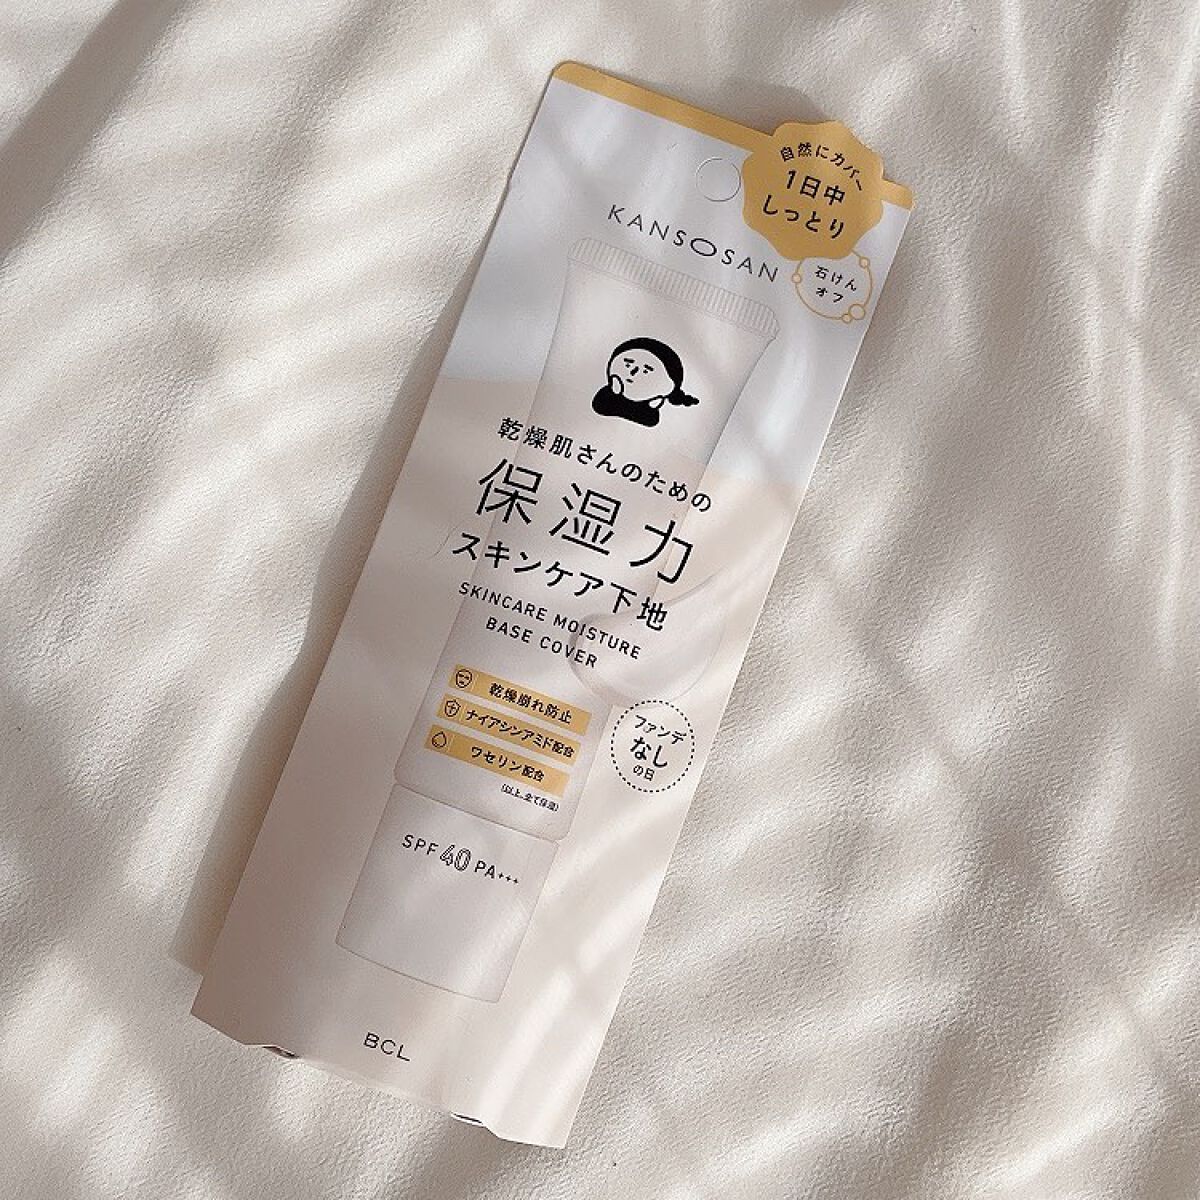 自然にカバー
1日中
しっとり
KANSOSAN
石けん
オフ
乾燥肌さんのための
保湿力
スキンケア下地
SKINCARE MOISTURE
BASE COVER
乾燥崩れ防止
ナイアシンアミド配合
ワセリン配合
(以上、全て保湿)
ファンデ
なし
の日
SPF 40 PA+++
BCL